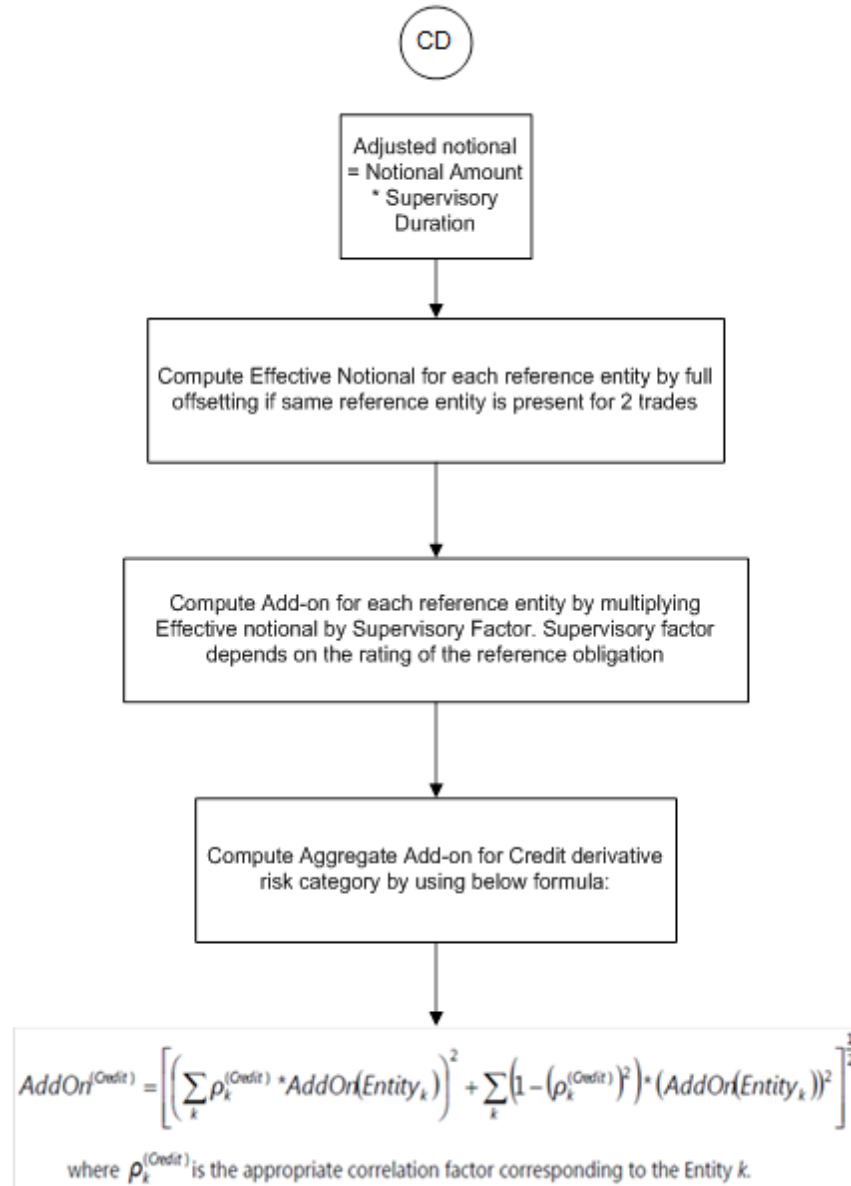 CD
Adjusted notional
= Notional Amount
* Supervisory
Duration
Compute Effective Notional for each reference entity by full
offsetting if same reference entity is present for 2 trades
Compute Add-on for each reference entity by multiplying
Effective notional by Supervisory Factor. Supervisory factor
depends on the rating of the reference obligation
Compute Aggregate Add-on for Credit derivative
risk category by using below formula:
AddOn^(Credit) = [(∑_k ρ_k^(Credit) * AddOn(Entity_k))^2 + ∑_k (1 − (ρ_k^(Credit))^2) * (AddOn(Entity_k))^2]^(1/2)
where ρ_k^(Credit) is the appropriate correlation factor corresponding to the Entity k.